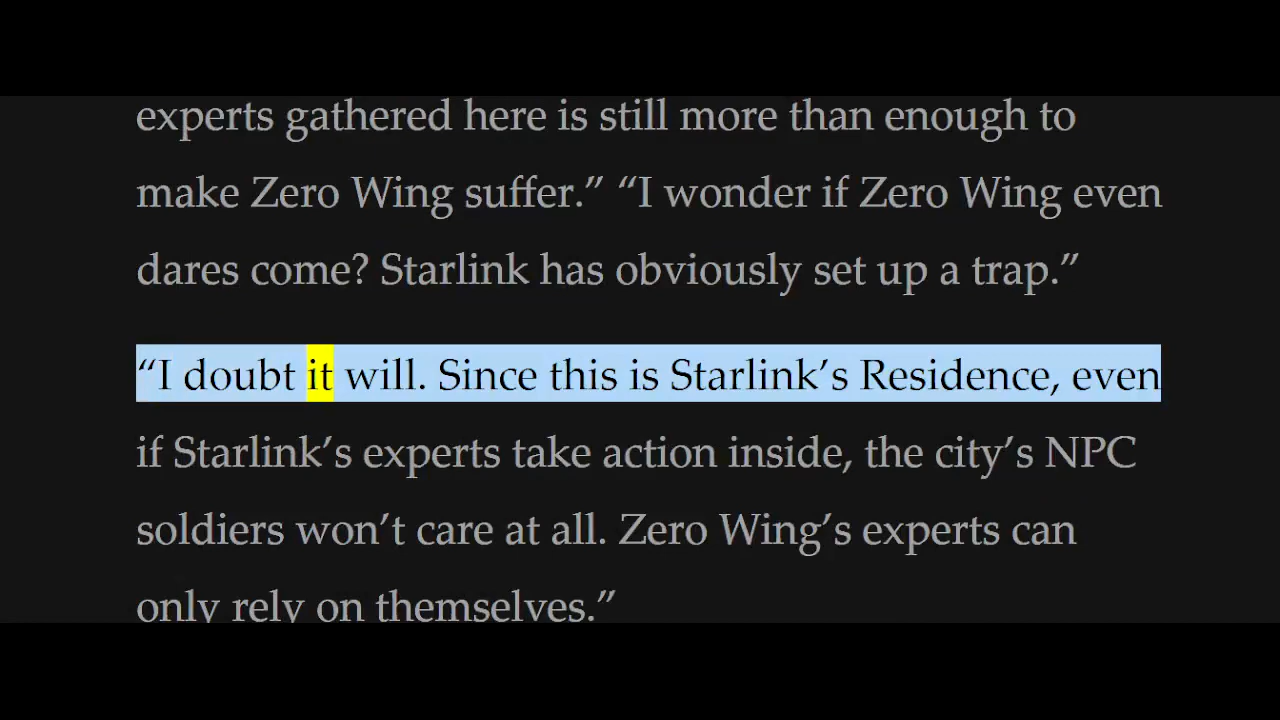 experts gathered here is still more than enough to
make Zero Wing suffer.” “I wonder if Zero Wing even
dares come? Starlink has obviously set up a trap.”
“I doubt it will. Since this is Starlink’s Residence, even
if Starlink’s experts take action inside, the city’s NPC
soldiers won’t care at all. Zero Wing’s experts can
only rely on themselves.”